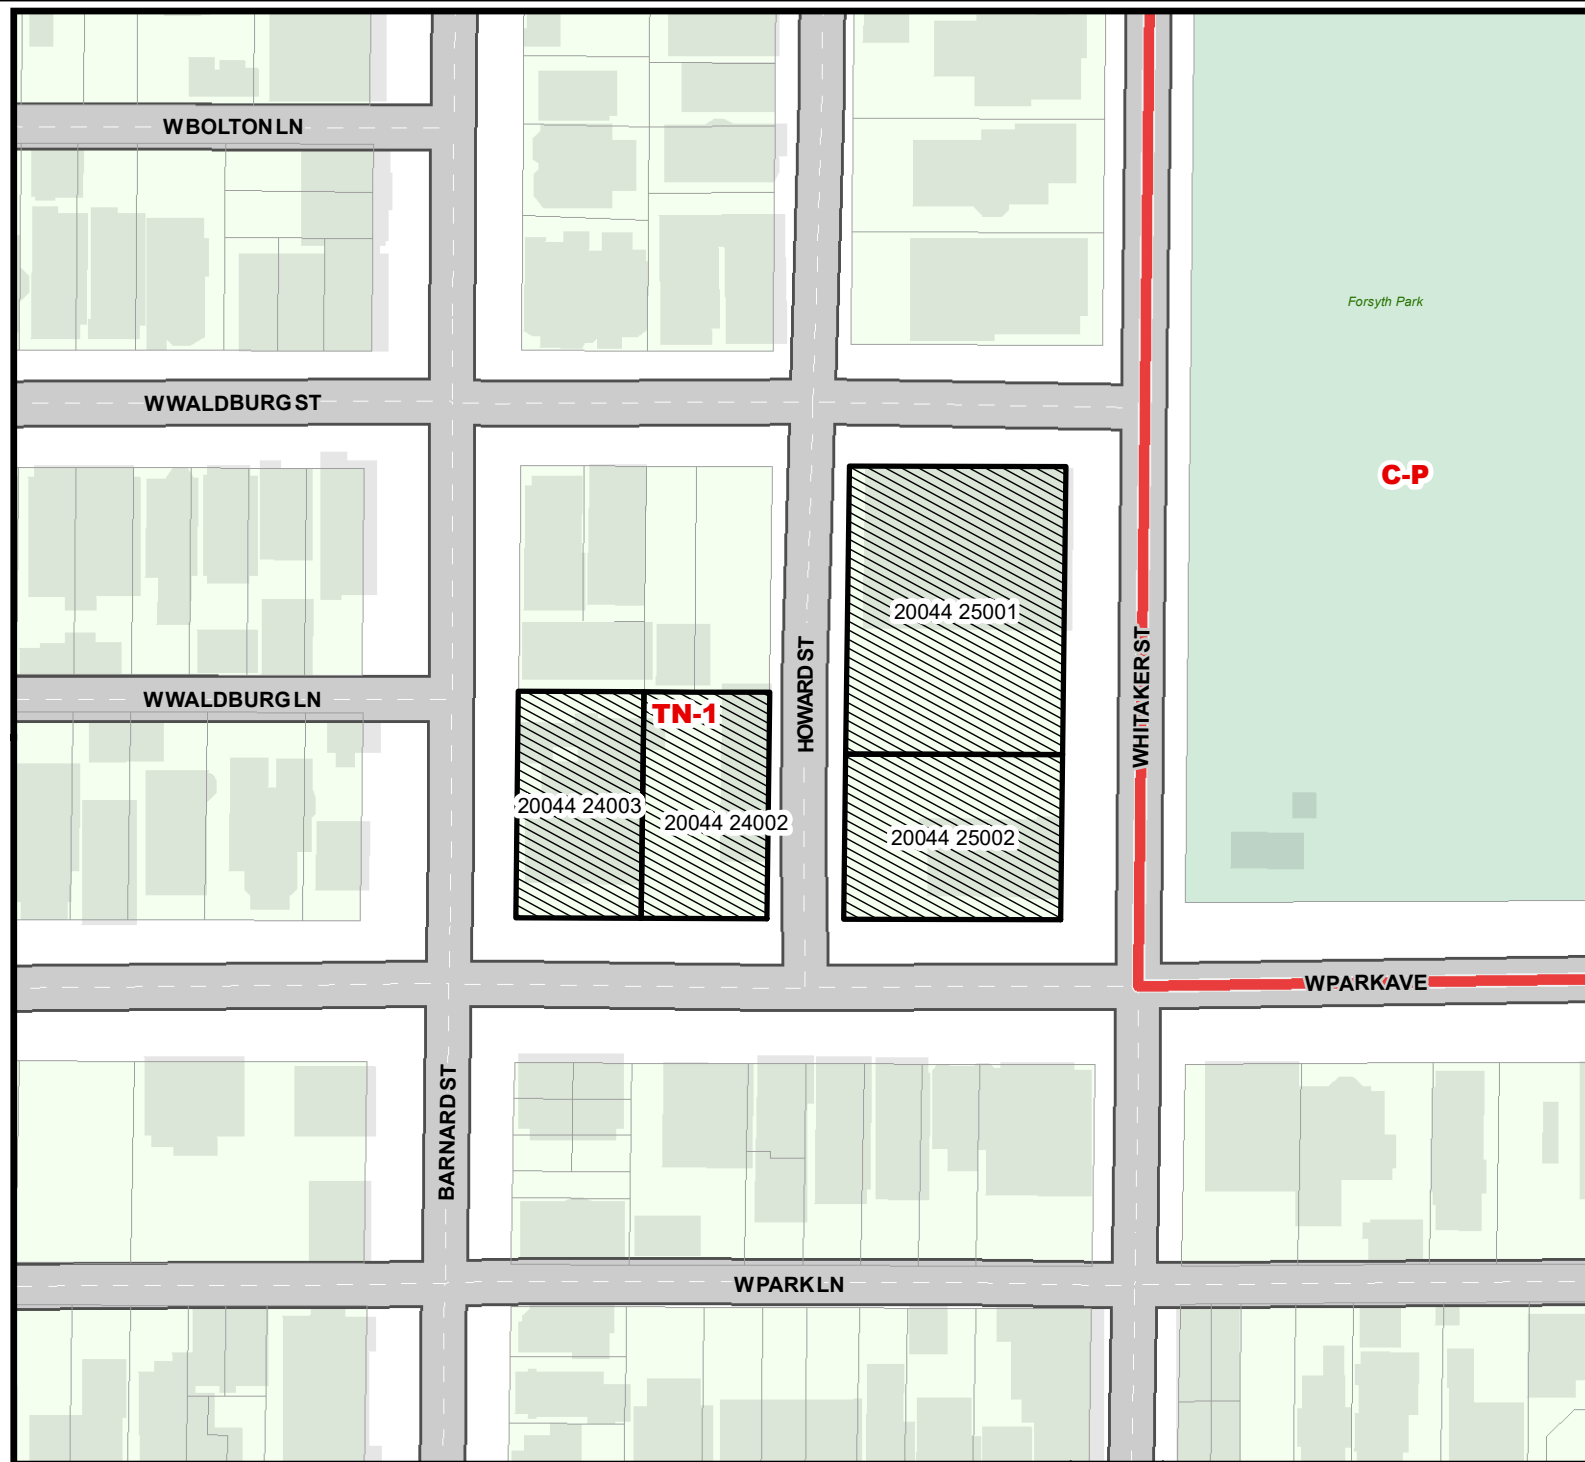 W BOLTON LN
Forsyth Park
W WALDBURG ST
C-P
20044 25001
HOWARD ST
WHITAKER ST
W WALDBURG LN
TN-1
20044 24003
20044 24002
20044 25002
W PARK AVE
BARNARD ST
W PARK LN